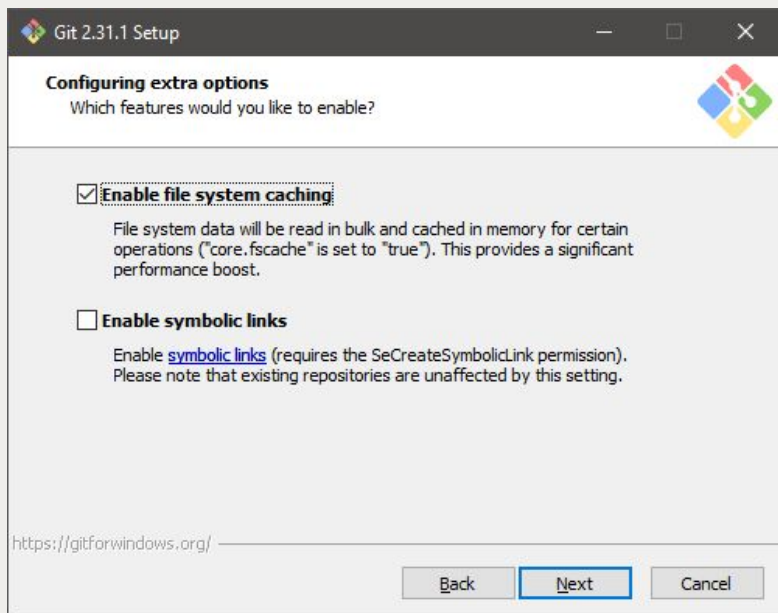 Git 2.31.1 Setup
Configuring extra options
Which features would you like to enable?
Enable file system caching
File system data will be read in bulk and cached in memory for certain
operations ("core.fscache" is set to "true"). This provides a significant
performance boost.
Enable symbolic links
Enable symbolic links (requires the SeCreateSymbolicLink permission).
Please note that existing repositories are unaffected by this setting.
https://gitforwindows.org/
Back Next Cancel